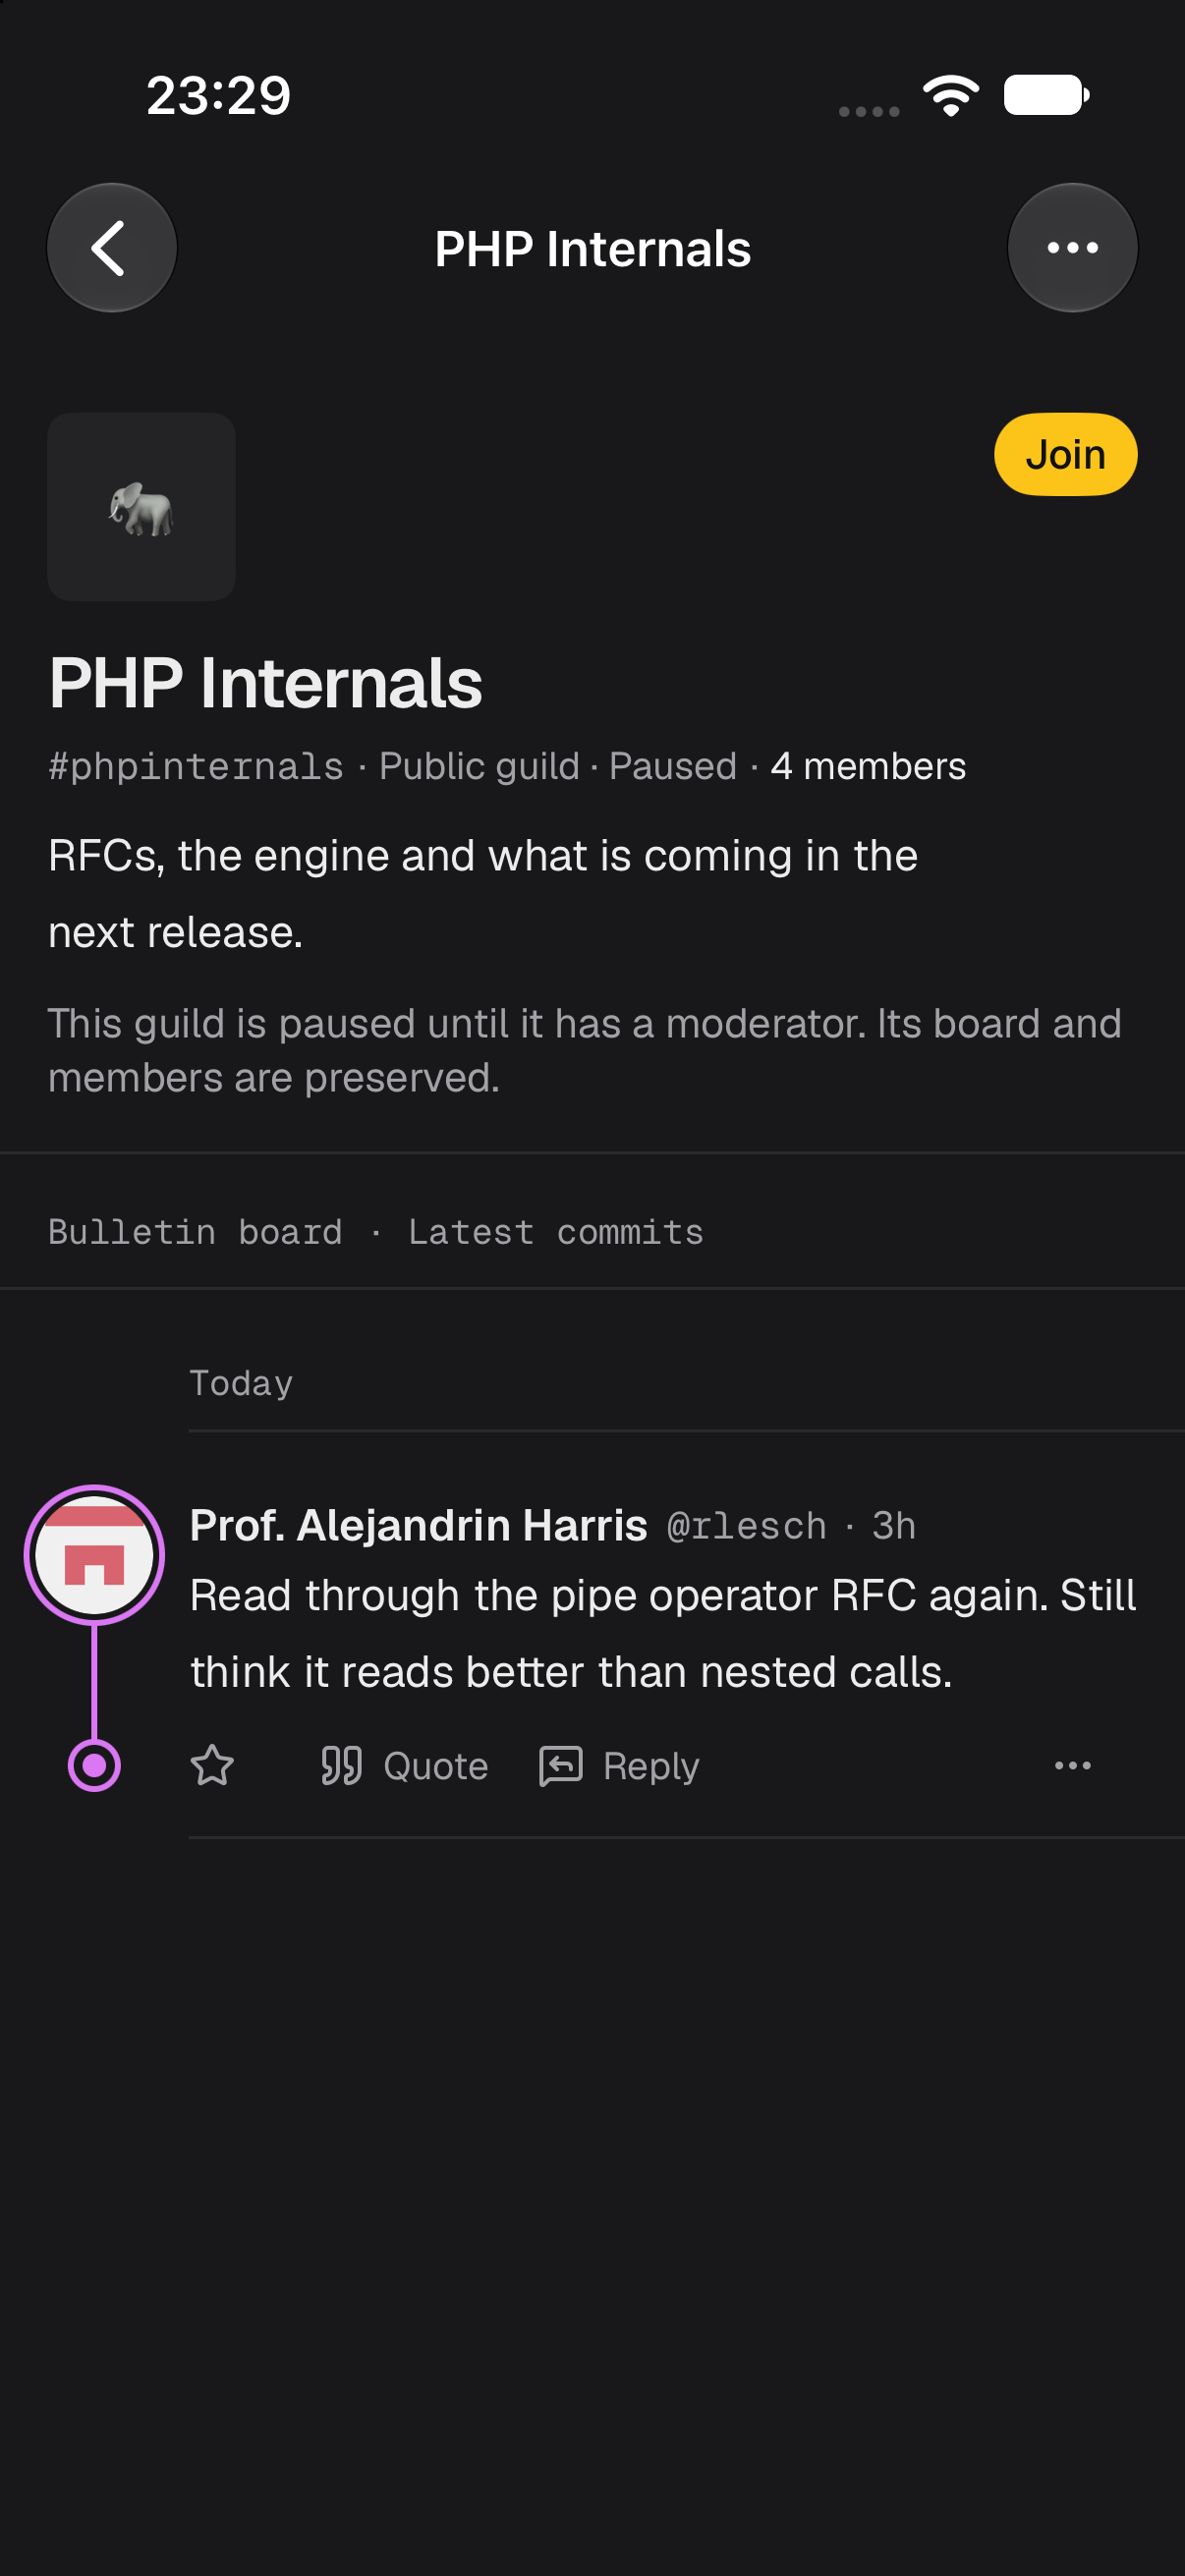 23:29
PHP Internals
Join
PHP Internals
#phpinternals · Public guild · Paused · 4 members
RFCs, the engine and what is coming in the
next release.
This guild is paused until it has a moderator. Its board and
members are preserved.
Bulletin board · Latest commits
Today
Prof. Alejandrin Harris @rlesch · 3h
Read through the pipe operator RFC again. Still
think it reads better than nested calls.
Quote Reply